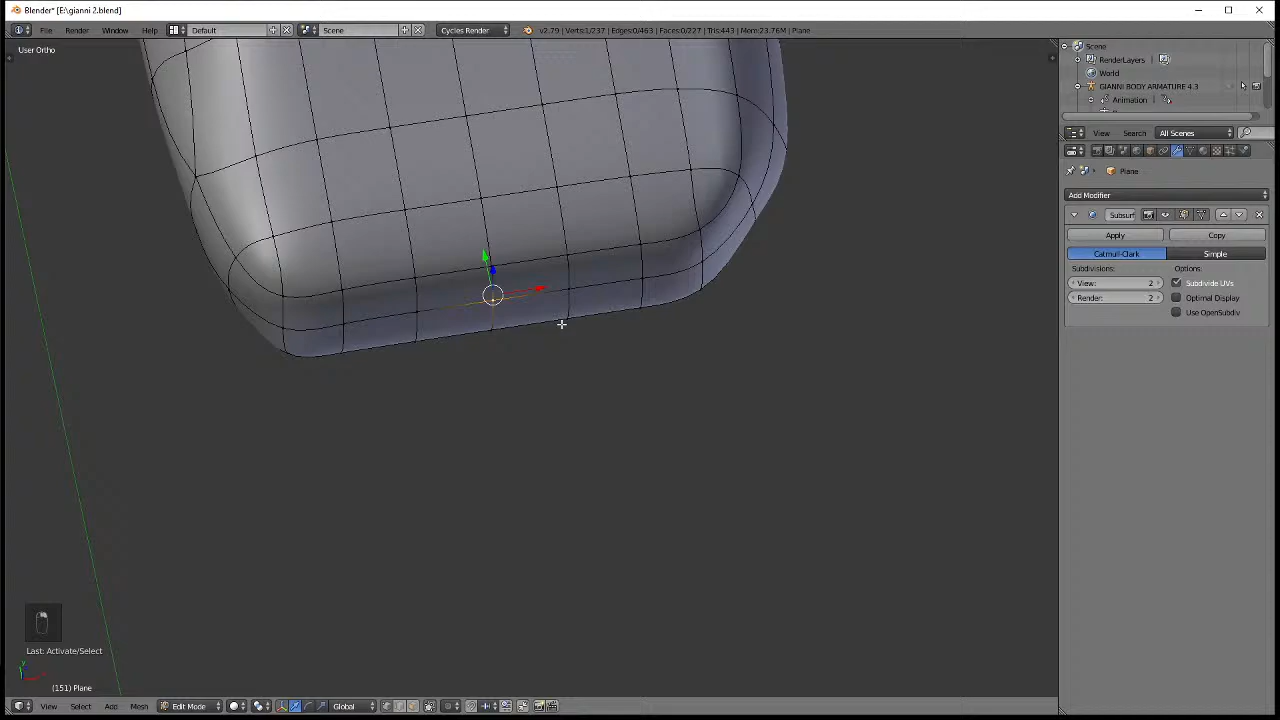 Blender* [E:\gianni 2.blend]
File Render Window Help Default Scene Cycles Render v2.79 | Verts:1/237 | Edges:0/463 | Faces:0/227 | Tris:443 | Mem:23.76M | Plane
User Ortho
Scene
RenderLayers
World
GIANNI BODY ARMATURE 4.3
Animation
View Search All Scenes
Plane
Add Modifier
Subsurf
Apply Copy
Catmull-Clark Simple
Subdivisions: Options:
View: 2 Subdivide UVs
Render: 2 Optimal Display
Use OpenSubdiv
Last: Activate/Select
(151) Plane
View Select Add Mesh Edit Mode Global